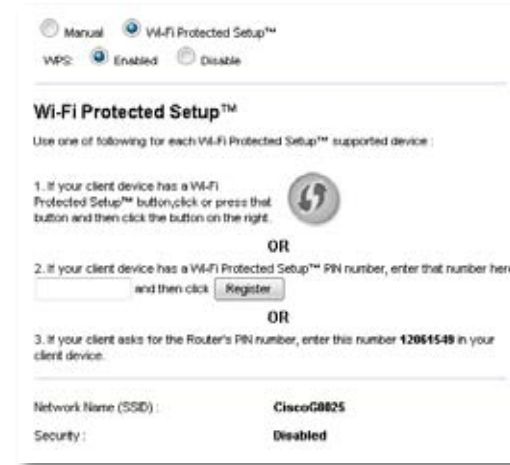 Manual Wi-Fi Protected Setup™
WPS: Enabled Disable
Wi-Fi Protected Setup™
Use one of following for each Wi-Fi Protected Setup™ supported device :
1. If your client device has a Wi-Fi
Protected Setup™ button,click or press that
button and then click the button on the right.
OR
2. If your client device has a Wi-Fi Protected Setup™ PIN number, enter that number here
and then click Register
OR
3. If your client asks for the Router's PIN number, enter this number 12061549 in your
client device.
Network Name (SSID) : CiscoG0025
Security : Disabled